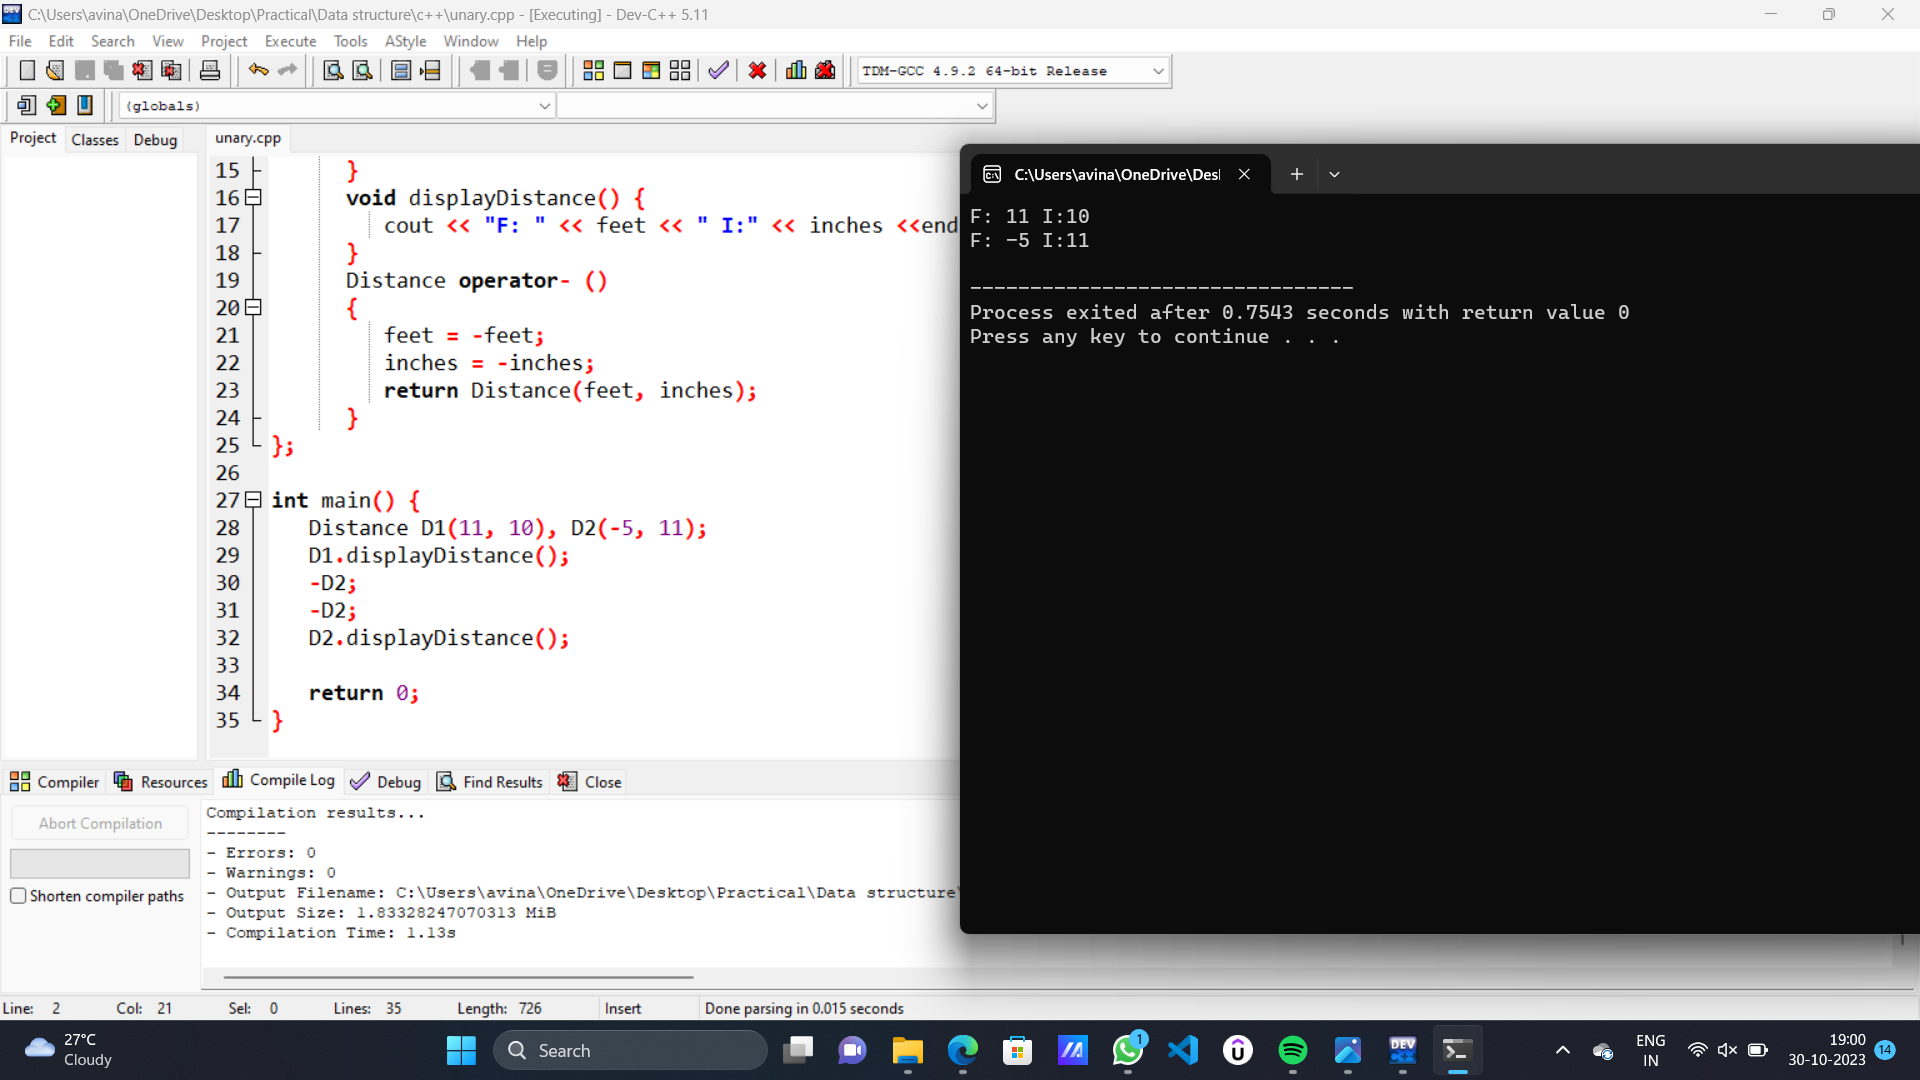 C:\Users\avina\OneDrive\Desktop\Practical\Data structure\c++\unary.cpp - [Executing] - Dev-C++ 5.11
File Edit Search View Project Execute Tools AStyle Window Help
TDM-GCC 4.9.2 64-bit Release
(globals)
Project Classes Debug
unary.cpp
15 }
16 void displayDistance() {
17 cout << "F: " << feet << " I:" << inches <<end
18 }
19 Distance operator- ()
20 {
21 feet = -feet;
22 inches = -inches;
23 return Distance(feet, inches);
24 }
25 };
26
27 int main() {
28 Distance D1(11, 10), D2(-5, 11);
29 D1.displayDistance();
30 -D2;
31 -D2;
32 D2.displayDistance();
33
34 return 0;
35 }
C:\Users\avina\OneDrive\Des
F: 11 I:10
F: -5 I:11
--------------------------------
Process exited after 0.7543 seconds with return value 0
Press any key to continue . . .
Compiler Resources Compile Log Debug Find Results Close
Abort Compilation
Shorten compiler paths
Compilation results...
--------
- Errors: 0
- Warnings: 0
- Output Filename: C:\Users\avina\OneDrive\Desktop\Practical\Data structure\
- Output Size: 1.83328247070313 MiB
- Compilation Time: 1.13s
Line: 2 Col: 21 Sel: 0 Lines: 35 Length: 726 Insert Done parsing in 0.015 seconds
27°C
Cloudy
Search
1
DEV
C++
ENG
IN
19:00
30-10-2023
14